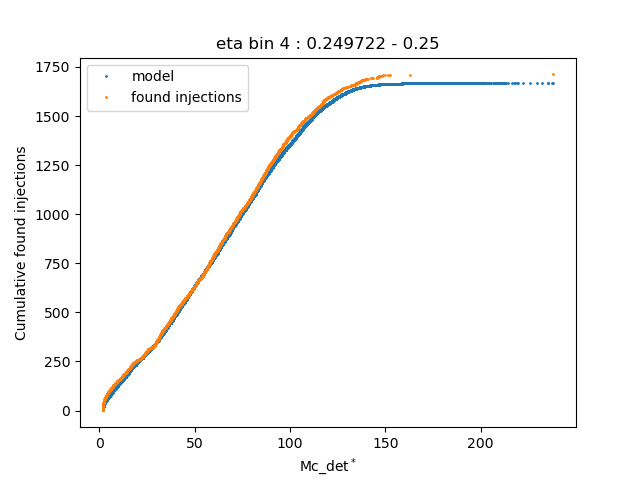 eta bin 4 : 0.249722 - 0.25
model
found injections
Cumulative found injections
1750
1500
1250
1000
750
500
250
0
0 50 100 150 200
Mc_det*